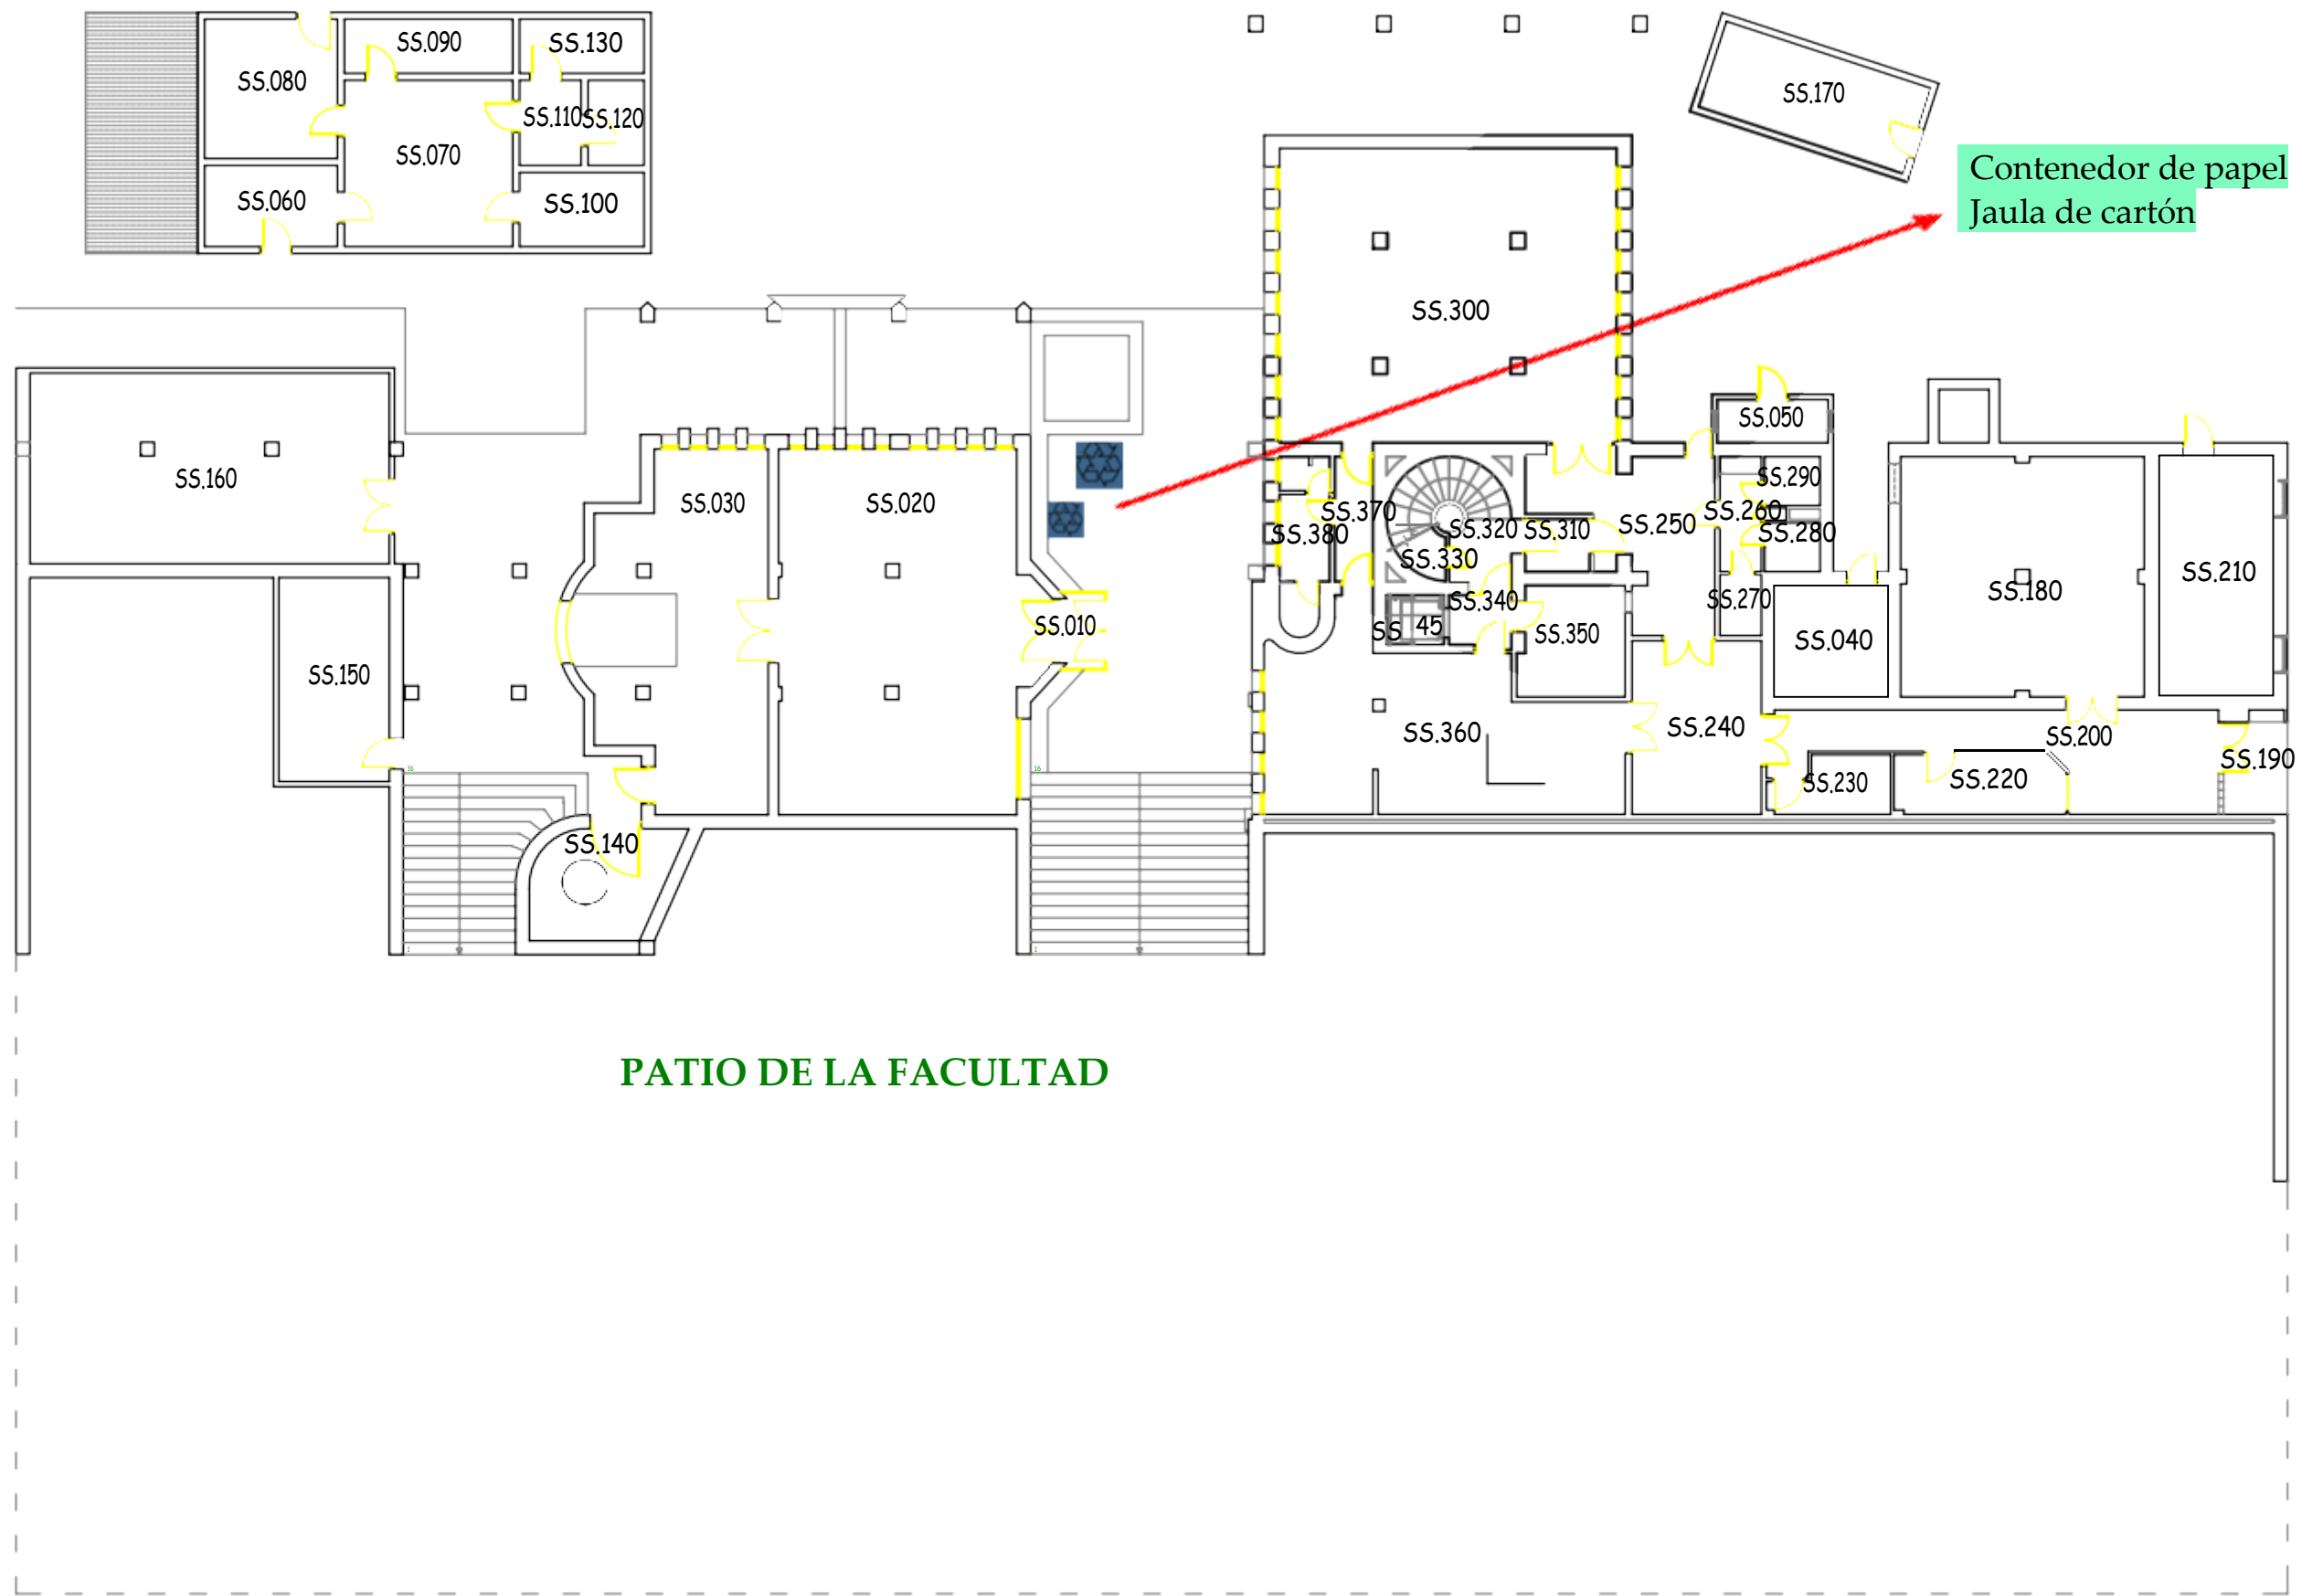 SS.090
SS.130
SS.080
SS.110
SS.120
SS.070
SS.060
SS.100
SS.170
Contenedor de papel
Jaula de cartón
SS.300
SS.050
SS.160
SS.030
SS.020
SS.290
SS.370
SS.260
SS.380
SS.320
SS.310
SS.250
SS.280
SS.330
SS.210
SS.180
SS.340
SS.270
SS.010
SS 45
SS.350
SS.040
SS.150
SS.360
SS.240
SS.200
SS.190
16
16
SS.230
SS.220
SS.140
1
1
PATIO DE LA FACULTAD